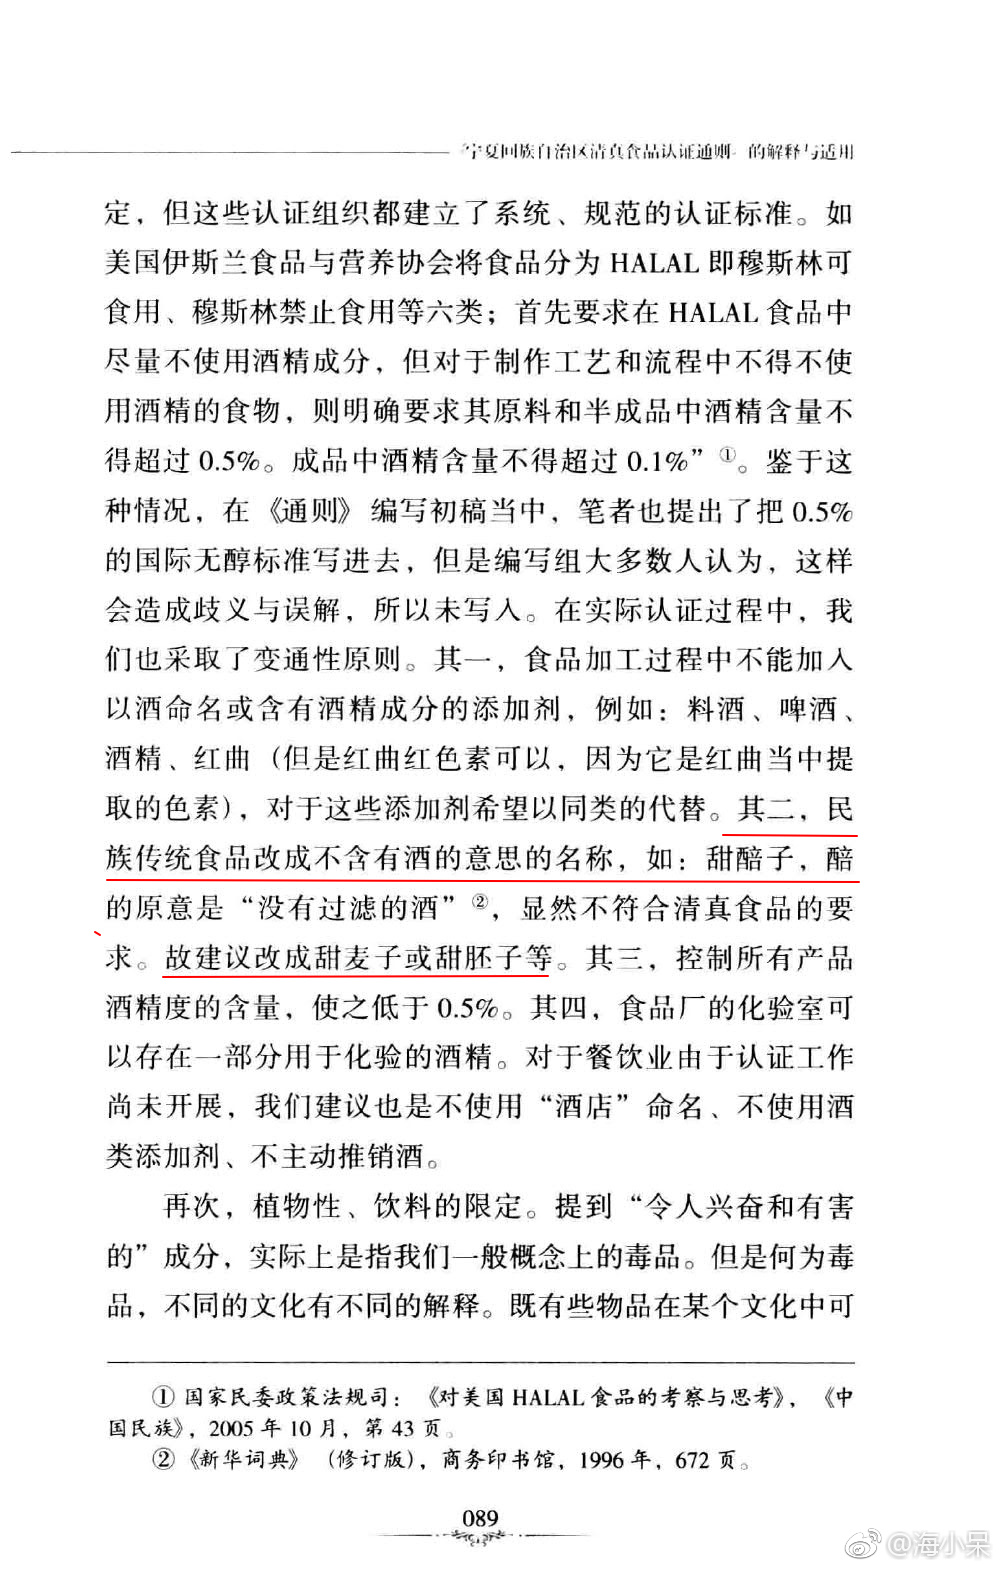 《宁夏回族自治区清真食品认证通则》的解释与适用
定，但这些认证组织都建立了系统、规范的认证标准。如
美国伊斯兰食品与营养协会将食品分为 HALAL 即穆斯林可
食用、穆斯林禁止食用等六类；首先要求在 HALAL 食品中
尽量不使用酒精成分，但对于制作工艺和流程中不得不使
用酒精的食物，则明确要求其原料和半成品中酒精含量不
得超过 0.5%。成品中酒精含量不得超过 0.1%”①。鉴于这
种情况，在《通则》编写初稿当中，笔者也提出了把 0.5%
的国际无醇标准写进去，但是编写组大多数人认为，这样
会造成歧义与误解，所以未写入。在实际认证过程中，我
们也采取了变通性原则。其一，食品加工过程中不能加入
以酒命名或含有酒精成分的添加剂，例如：料酒、啤酒、
酒精、红曲（但是红曲红色素可以，因为它是红曲当中提
取的色素），对于这些添加剂希望以同类的代替。其二，民
族传统食品改成不含有酒的意思的名称，如：甜醅子，醅
的原意是“没有过滤的酒”②，显然不符合清真食品的要
求。故建议改成甜麦子或甜胚子等。其三，控制所有产品
酒精度的含量，使之低于 0.5%。其四，食品厂的化验室可
以存在一部分用于化验的酒精。对于餐饮业由于认证工作
尚未开展，我们建议也是不使用“酒店”命名、不使用酒
类添加剂、不主动推销酒。
再次，植物性、饮料的限定。提到“令人兴奋和有害
的”成分，实际上是指我们一般概念上的毒品。但是何为毒
品，不同的文化有不同的解释。既有些物品在某个文化中可
① 国家民委政策法规司：《对美国 HALAL 食品的考察与思考》，《中
国民族》，2005 年 10 月，第 43 页。
②《新华词典》（修订版），商务印书馆，1996 年，672 页。
089
@海小呆